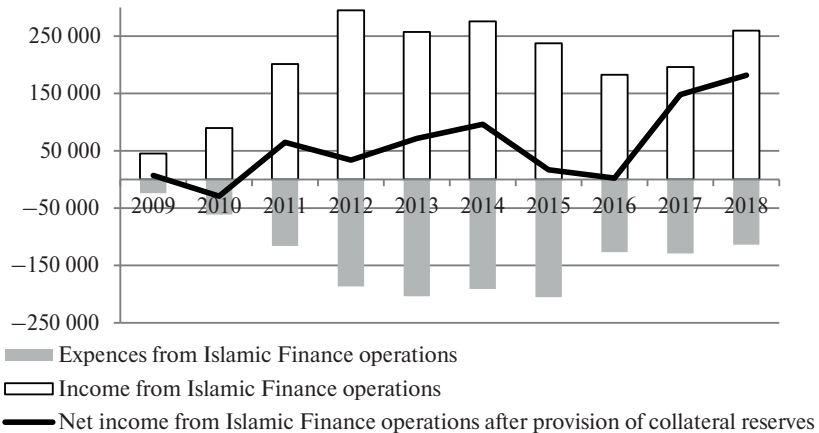 250 000
150 000
50 000
−50 000
2009 2010 2011 2012 2013 2014 2015 2016 2017 2018
−150 000
−250 000
Expences from Islamic Finance operations
Income from Islamic Finance operations
Net income from Islamic Finance operations after provision of collateral reserves